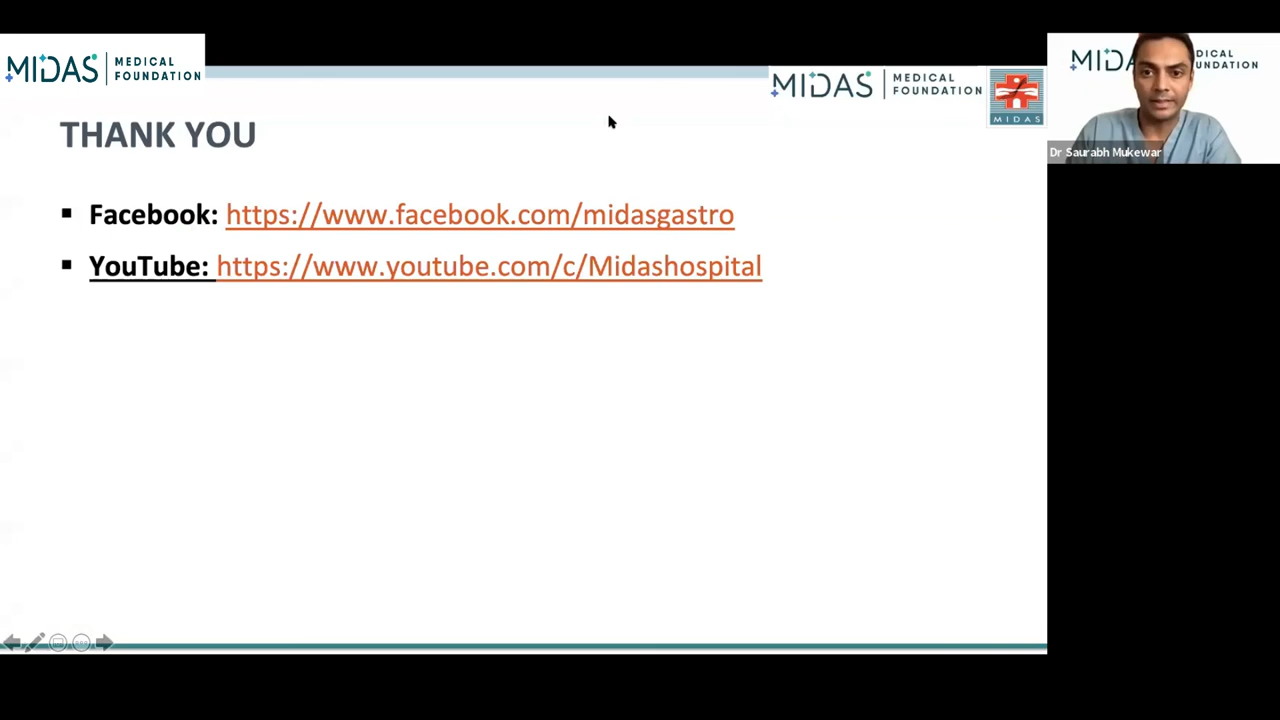 MIDAS MEDICAL FOUNDATION
MIDAS MEDICAL FOUNDATION
MIDAS
MIDA DICAL UNDATION
Dr Saurabh Mukewar
THANK YOU
▪ Facebook: https://www.facebook.com/midasgastro
▪ YouTube: https://www.youtube.com/c/Midashospital